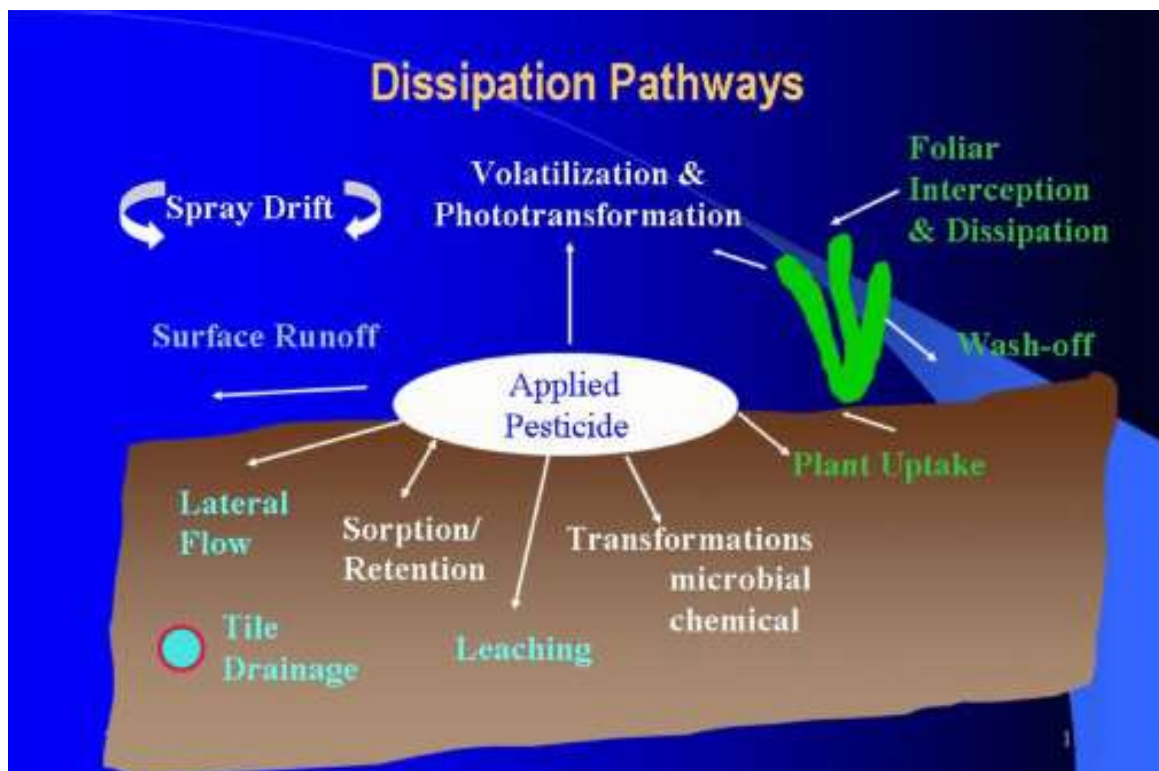 Dissipation Pathways
Foliar
Interception
& Dissipation
Volatilization &
Phototransformation
Spray Drift
Surface Runoff
Wash-off
Applied
Pesticide
Plant Uptake
Lateral
Flow
Sorption/
Retention
Transformations
microbial
chemical
Tile
Drainage
Leaching
1